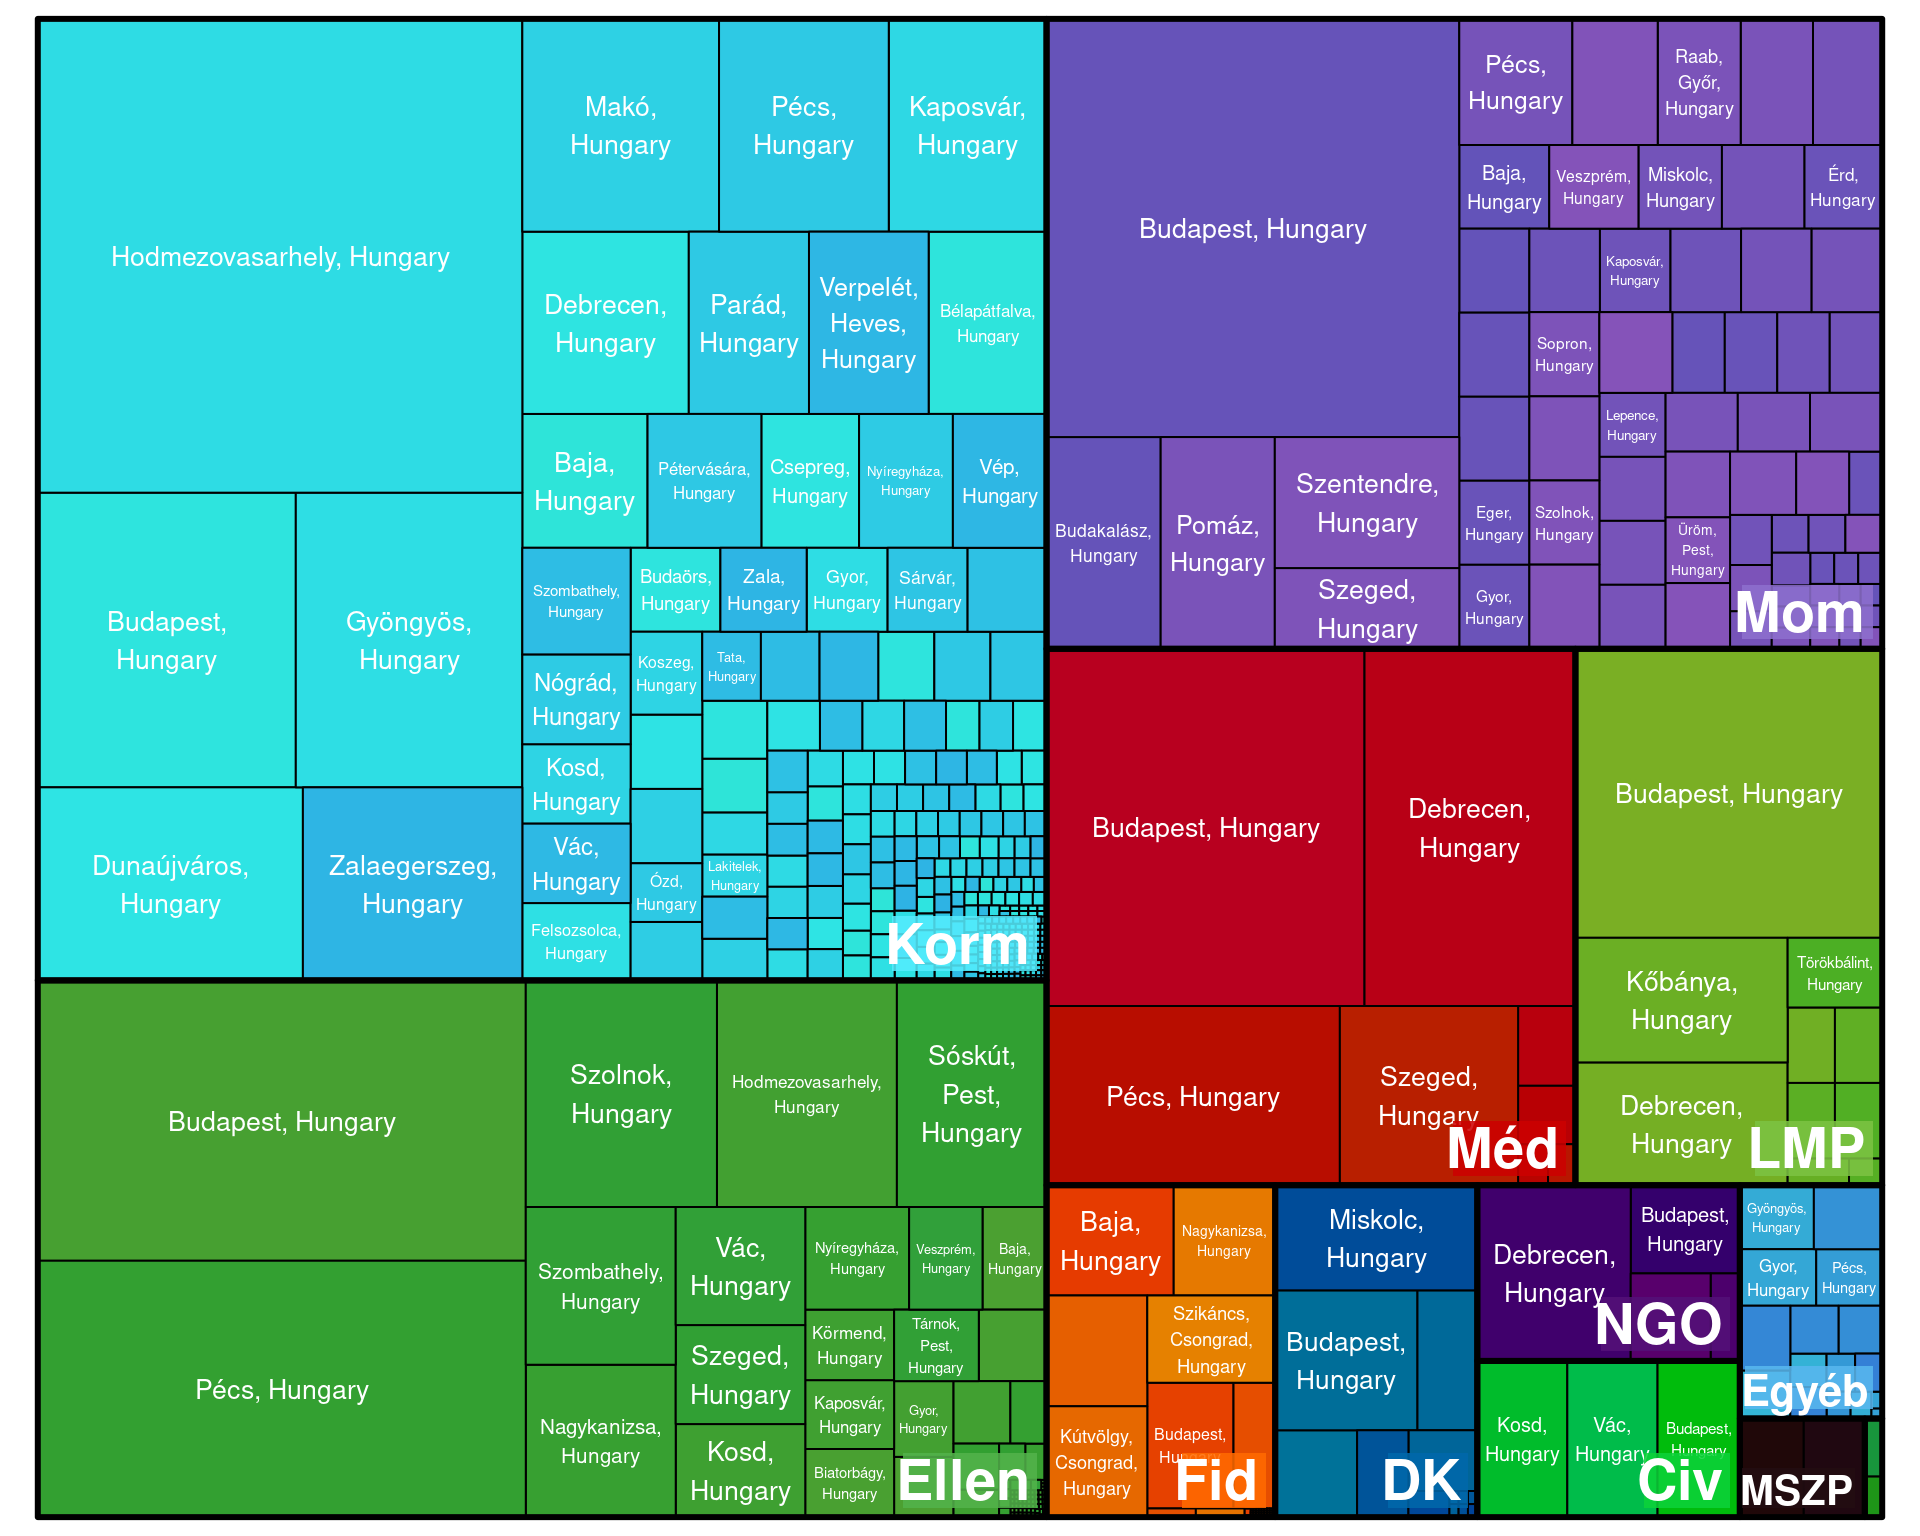 Hodmezovasarhely, Hungary
Budapest,
Hungary
Gyöngyös,
Hungary
Dunaújváros,
Hungary
Zalaegerszeg,
Hungary
Makó,
Hungary
Pécs,
Hungary
Kaposvár,
Hungary
Debrecen,
Hungary
Parád,
Hungary
Verpelét,
Heves,
Hungary
Bélapátfalva,
Hungary
Baja,
Hungary
Pétervására,
Hungary
Csepreg,
Hungary
Nyíregyháza,
Hungary
Vép,
Hungary
Szombathely,
Hungary
Budaörs,
Hungary
Zala,
Hungary
Gyor,
Hungary
Sárvár,
Hungary
Nógrád,
Hungary
Koszeg,
Hungary
Tata,
Hungary
Kosd,
Hungary
Vác,
Hungary
Lakitelek,
Hungary
Ózd,
Hungary
Felsozsolca,
Hungary
Korm
Budapest, Hungary
Budakalász,
Hungary
Pomáz,
Hungary
Szentendre,
Hungary
Szeged,
Hungary
Pécs,
Hungary
Raab,
Győr,
Hungary
Baja,
Hungary
Veszprém,
Hungary
Miskolc,
Hungary
Érd,
Hungary
Kaposvár,
Hungary
Sopron,
Hungary
Lepence,
Hungary
Eger,
Hungary
Szolnok,
Hungary
Üröm,
Pest,
Hungary
Gyor,
Hungary
Mom
Budapest, Hungary
Pécs, Hungary
Szolnok,
Hungary
Hodmezovasarhely,
Hungary
Sóskút,
Pest,
Hungary
Szombathely,
Hungary
Nagykanizsa,
Hungary
Vác,
Hungary
Szeged,
Hungary
Kosd,
Hungary
Nyíregyháza,
Hungary
Veszprém,
Hungary
Baja,
Hungary
Körmend,
Hungary
Tárnok,
Pest,
Hungary
Kaposvár,
Hungary
Gyor,
Hungary
Biatorbágy,
Hungary
Ellen
Budapest, Hungary
Debrecen,
Hungary
Pécs, Hungary
Szeged,
Hungary
Méd
Budapest, Hungary
Kőbánya,
Hungary
Törökbálint,
Hungary
Debrecen,
Hungary
LMP
Baja,
Hungary
Nagykanizsa,
Hungary
Szikáncs,
Csongrad,
Hungary
Kútvölgy,
Csongrad,
Hungary
Budapest,
Hungary
Fid
Miskolc,
Hungary
Budapest,
Hungary
DK
Debrecen,
Hungary
Budapest,
Hungary
NGO
Kosd,
Hungary
Vác,
Hungary
Budapest,
Hungary
Civ
Gyöngyös,
Hungary
Gyor,
Hungary
Pécs,
Hungary
Egyéb
MSZP